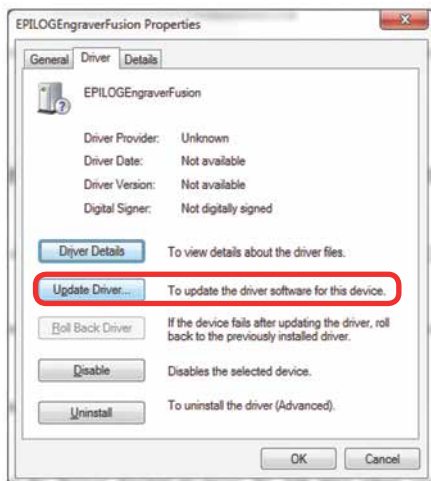 EPILOGEngraverFusion Properties
General Driver Details
EPILOGEngraverFusion
Driver Provider: Unknown
Driver Date: Not available
Driver Version: Not available
Digital Signer: Not digitally signed
Driver Details To view details about the driver files.
Update Driver... To update the driver software for this device.
Roll Back Driver If the device fails after updating the driver, roll
back to the previously installed driver.
Disable Disables the selected device.
Uninstall To uninstall the driver (Advanced).
OK Cancel